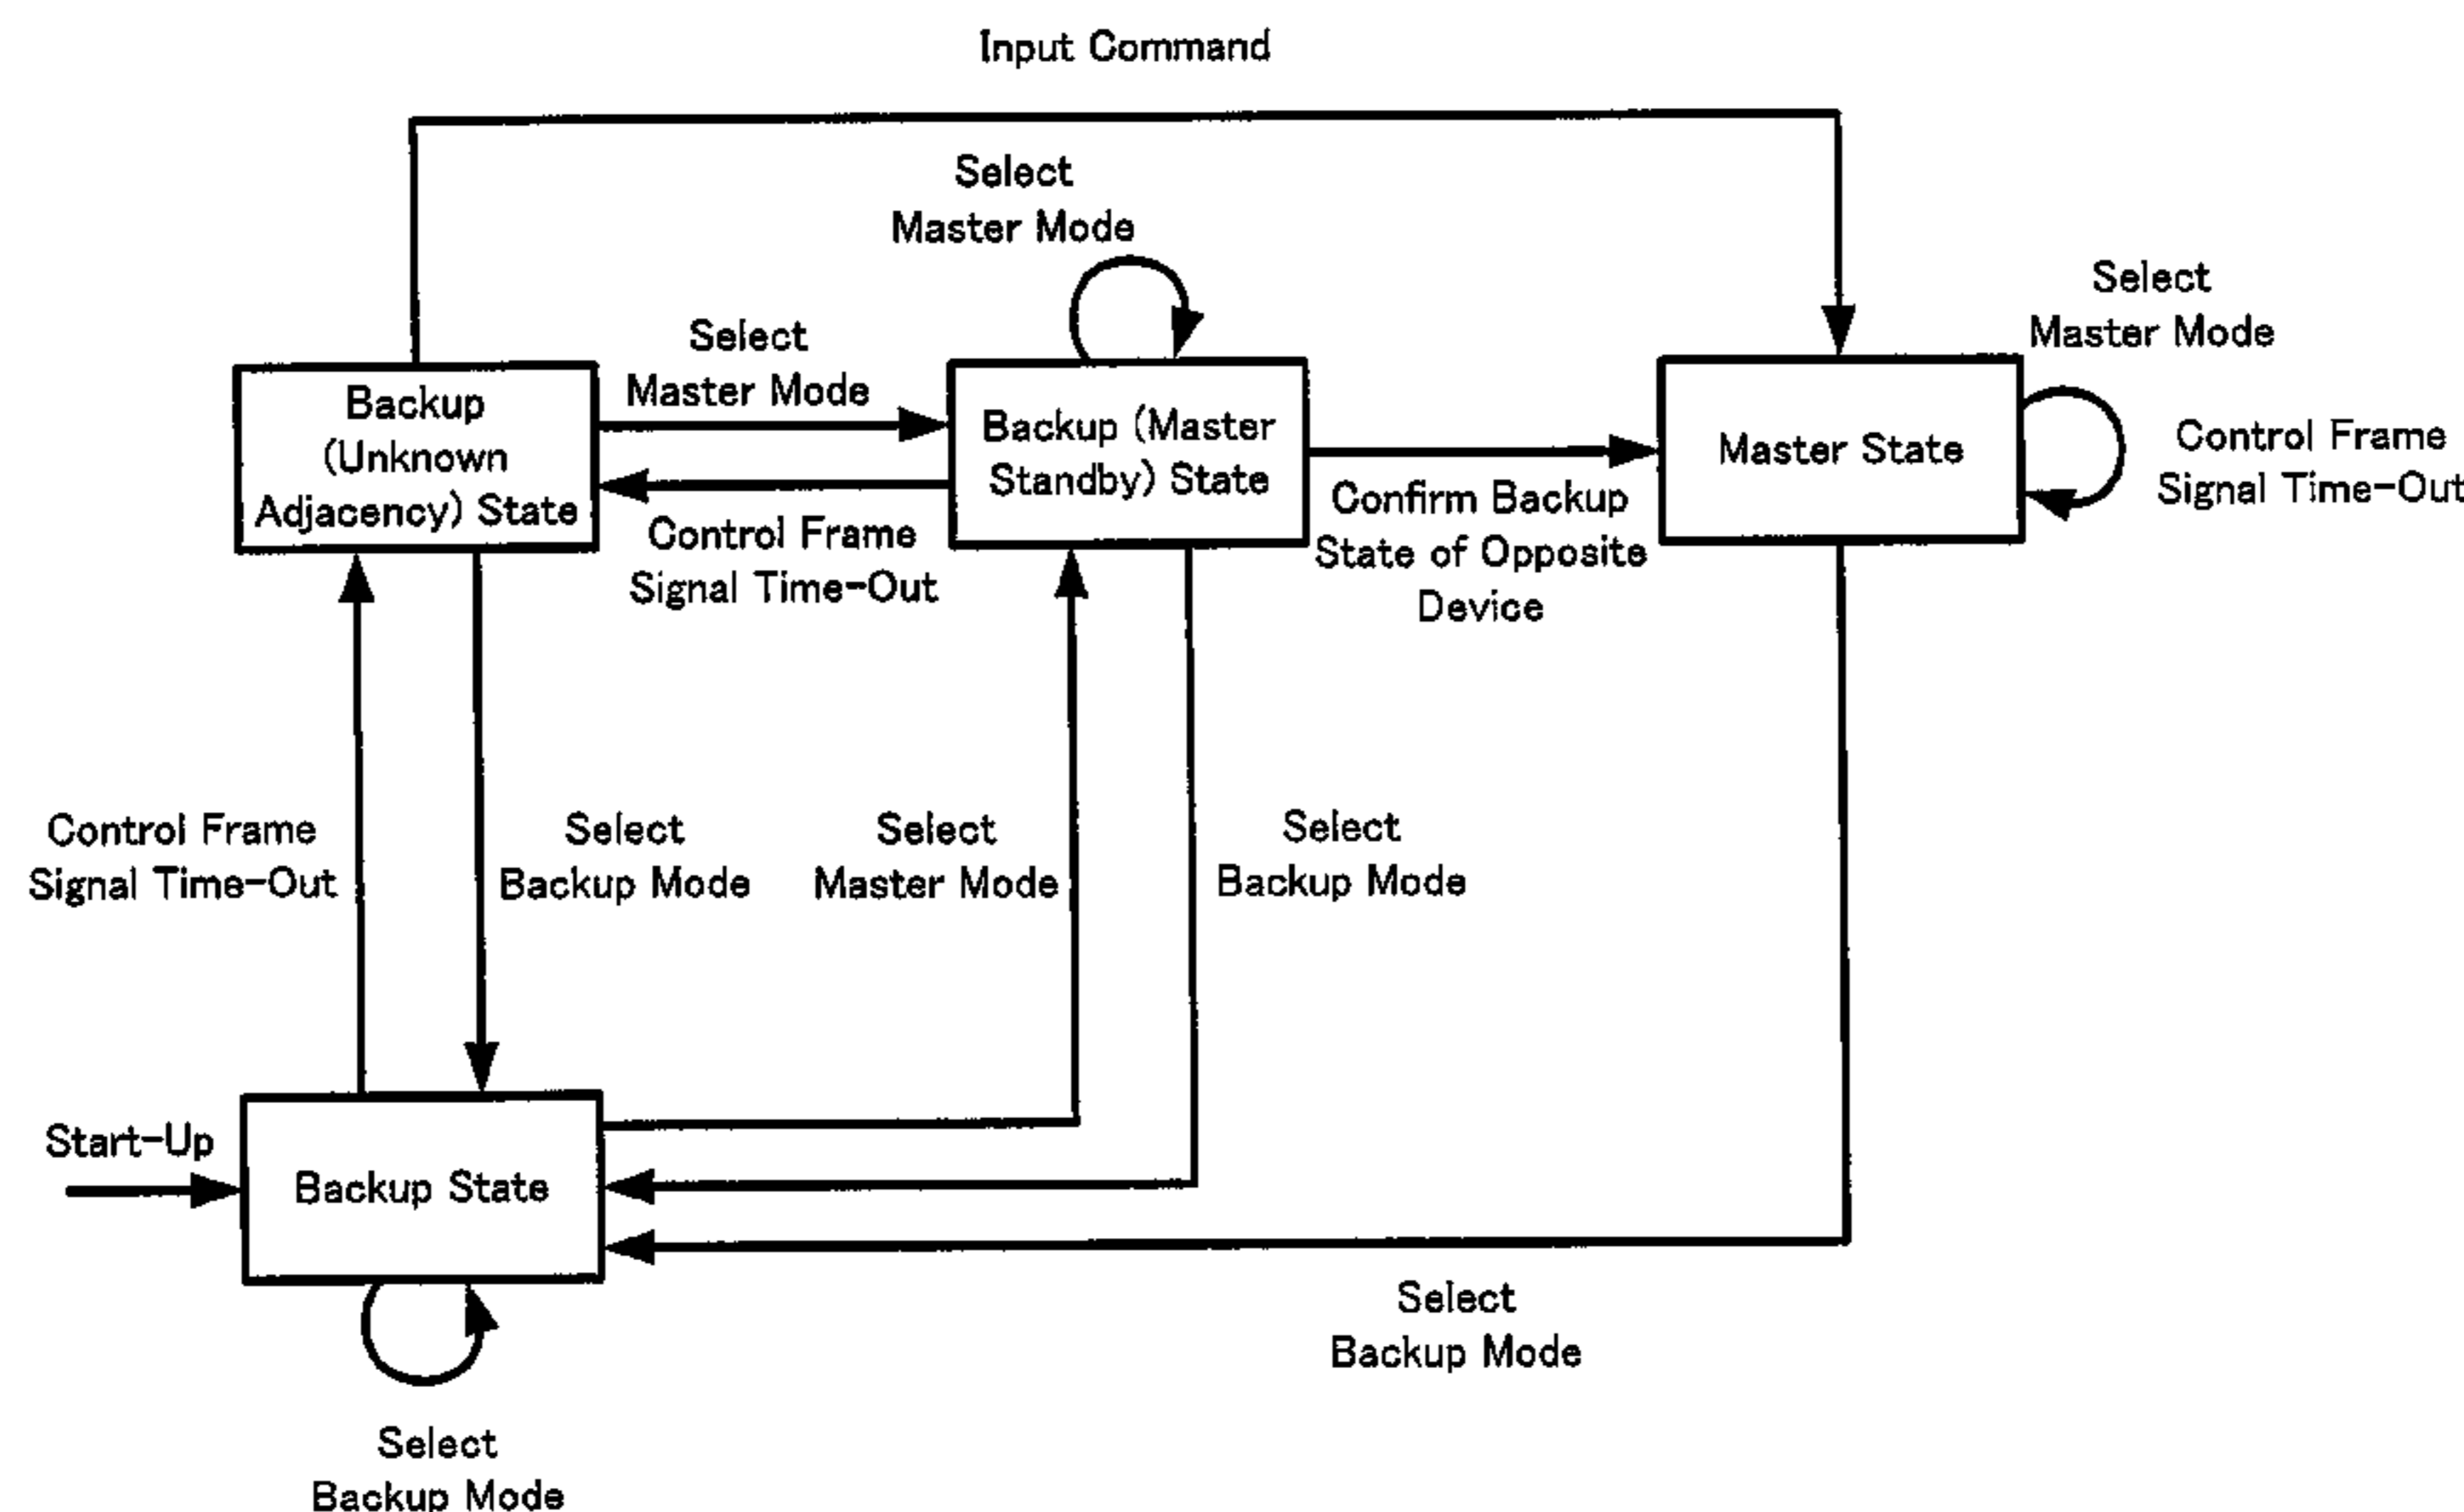 Input Command
Select
Master Mode
Select
Master Mode
Select
Master Mode
Backup
(Unknown
Adjacency) State
Backup (Master
Standby) State
Master State
Control Frame
Signal Time-Out
Confirm Backup
State of Opposite
Device
Control Frame
Signal Time-Out
Control Frame
Signal Time-Out
Select
Backup Mode
Select
Master Mode
Select
Backup Mode
Start-Up
Backup State
Select
Backup Mode
Select
Backup Mode